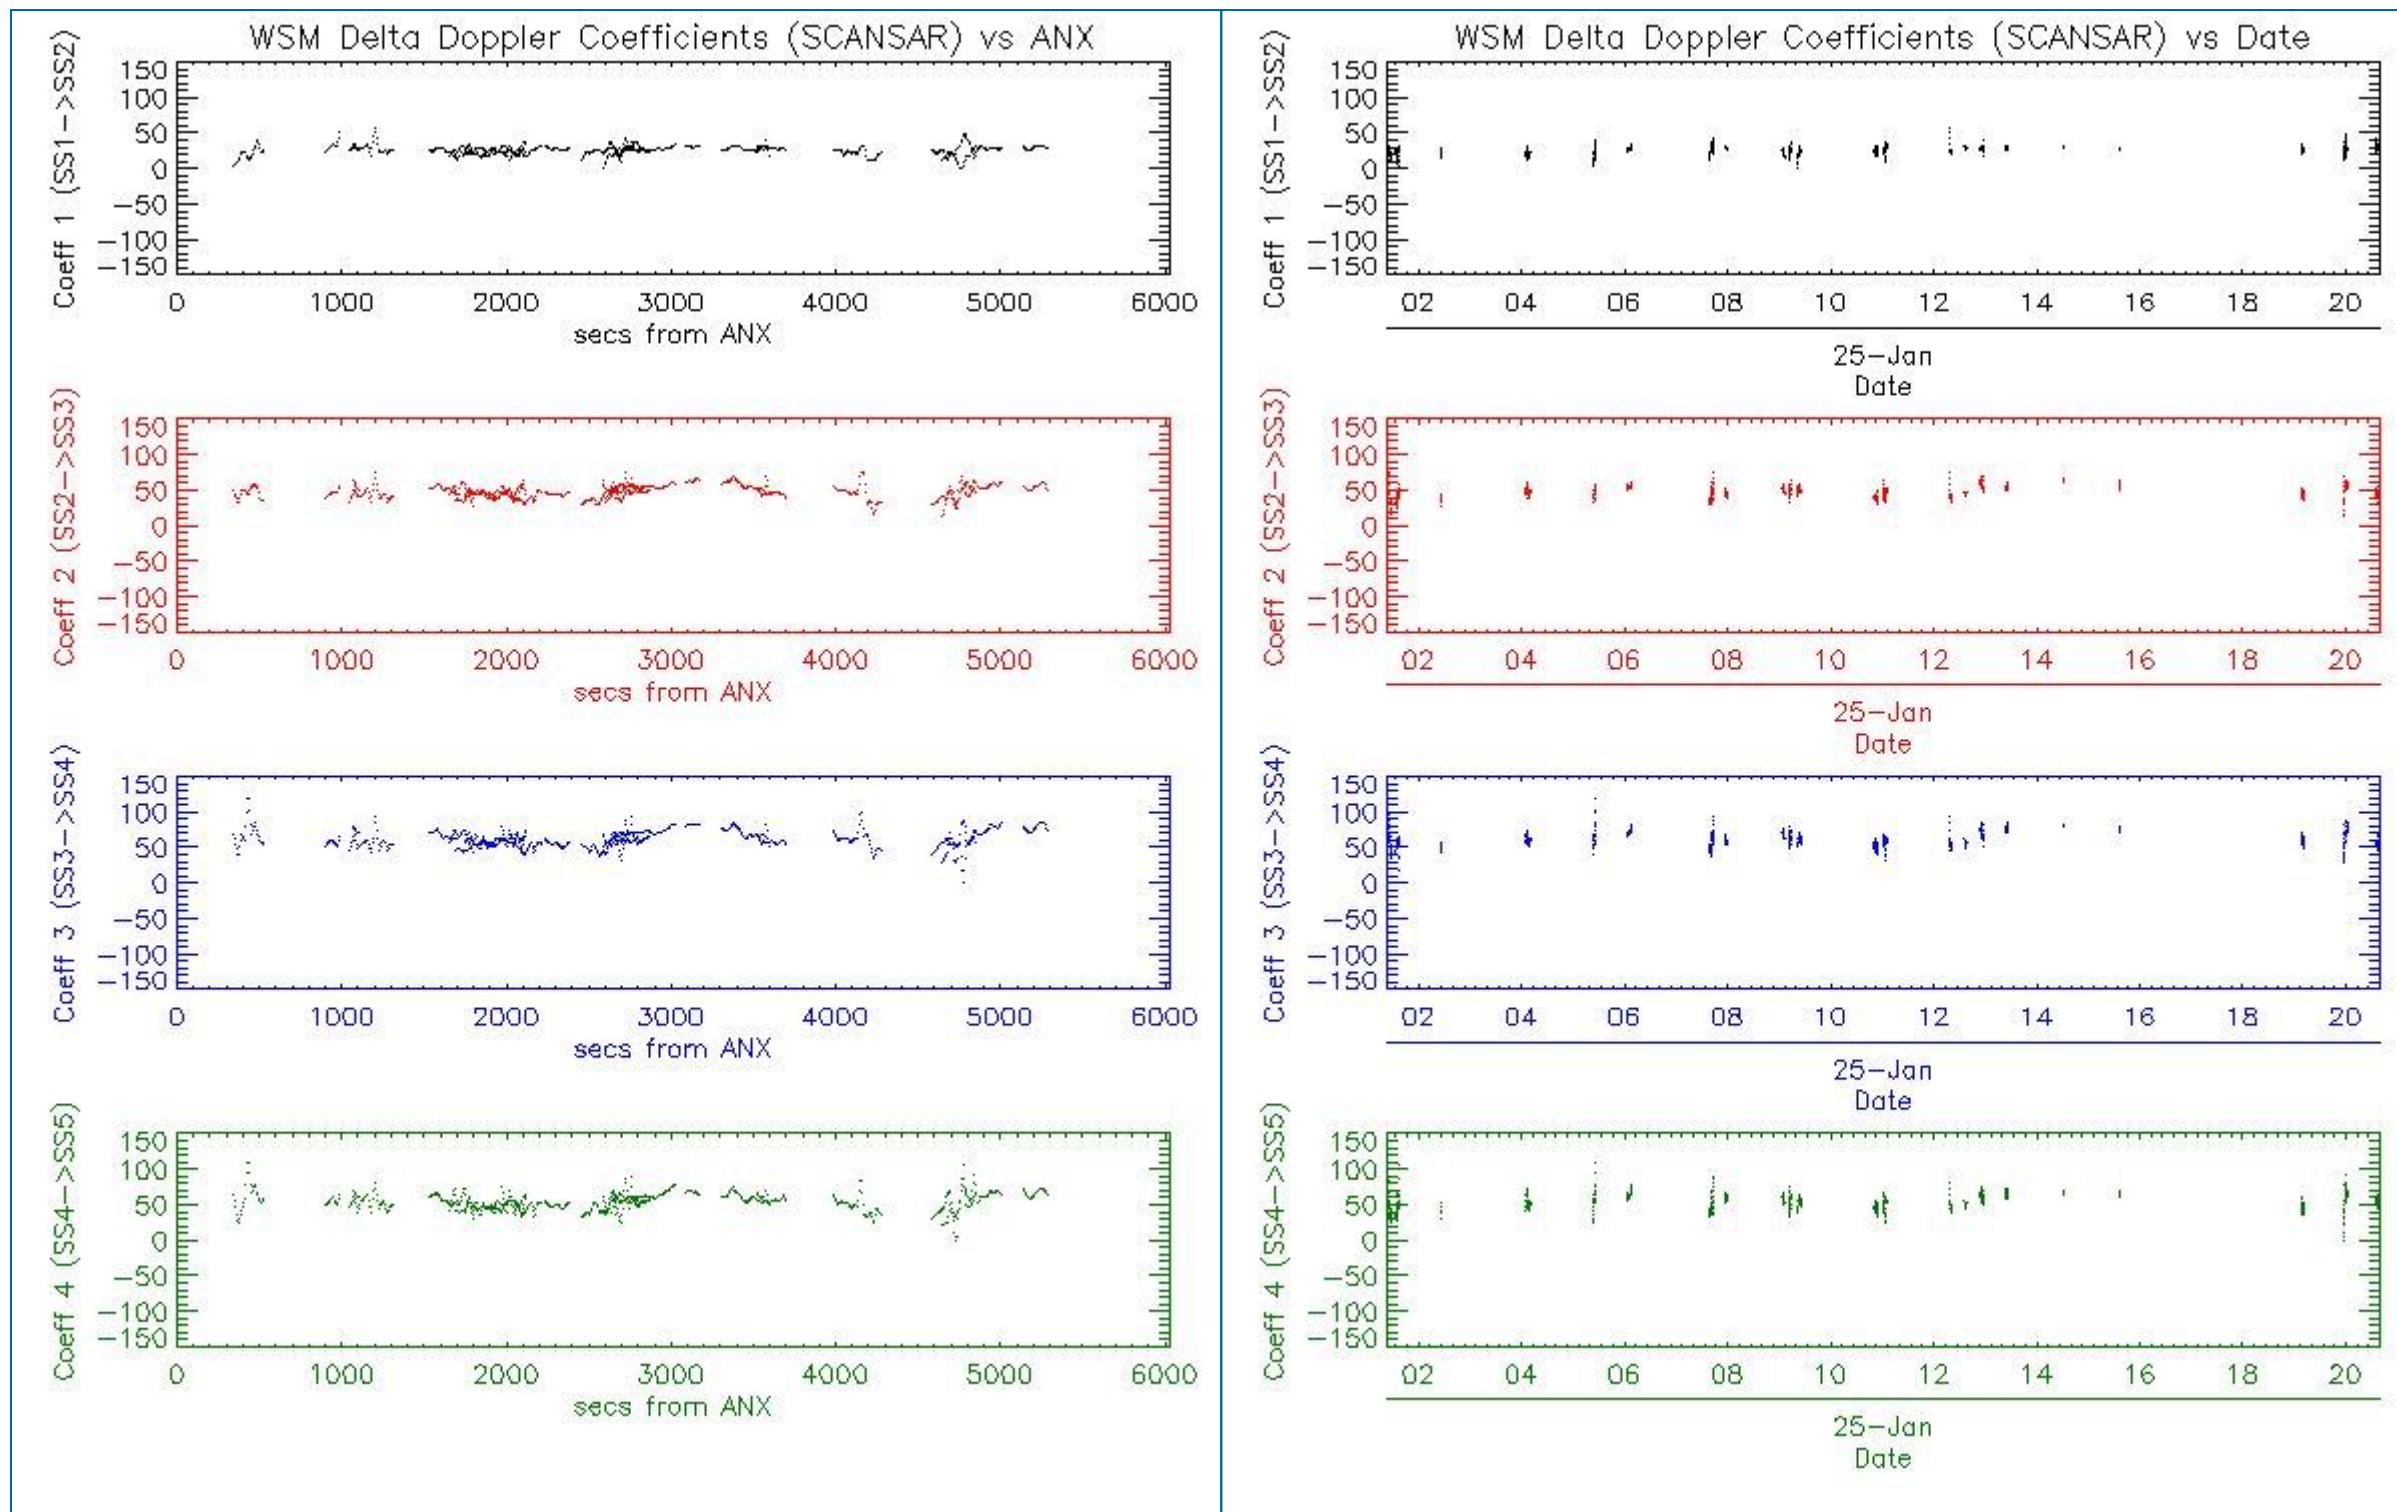 WSM Delta Doppler Coefficients (SCANSAR) vs ANX
Coeff 1 (SS1->SS2)
150
100
50
0
-50
-100
-150
0 1000 2000 3000 4000 5000 6000
secs from ANX
Coeff 2 (SS2->SS3)
150
100
50
0
-50
-100
-150
0 1000 2000 3000 4000 5000 6000
secs from ANX
Coeff 3 (SS3->SS4)
150
100
50
0
-50
-100
-150
0 1000 2000 3000 4000 5000 6000
secs from ANX
Coeff 4 (SS4->SS5)
150
100
50
0
-50
-100
-150
0 1000 2000 3000 4000 5000 6000
secs from ANX
WSM Delta Doppler Coefficients (SCANSAR) vs Date
Coeff 1 (SS1->SS2)
150
100
50
0
-50
-100
-150
02 04 06 08 10 12 14 16 18 20
25-Jan
Date
Coeff 2 (SS2->SS3)
150
100
50
0
-50
-100
-150
02 04 06 08 10 12 14 16 18 20
25-Jan
Date
Coeff 3 (SS3->SS4)
150
100
50
0
-50
-100
-150
02 04 06 08 10 12 14 16 18 20
25-Jan
Date
Coeff 4 (SS4->SS5)
150
100
50
0
-50
-100
-150
02 04 06 08 10 12 14 16 18 20
25-Jan
Date